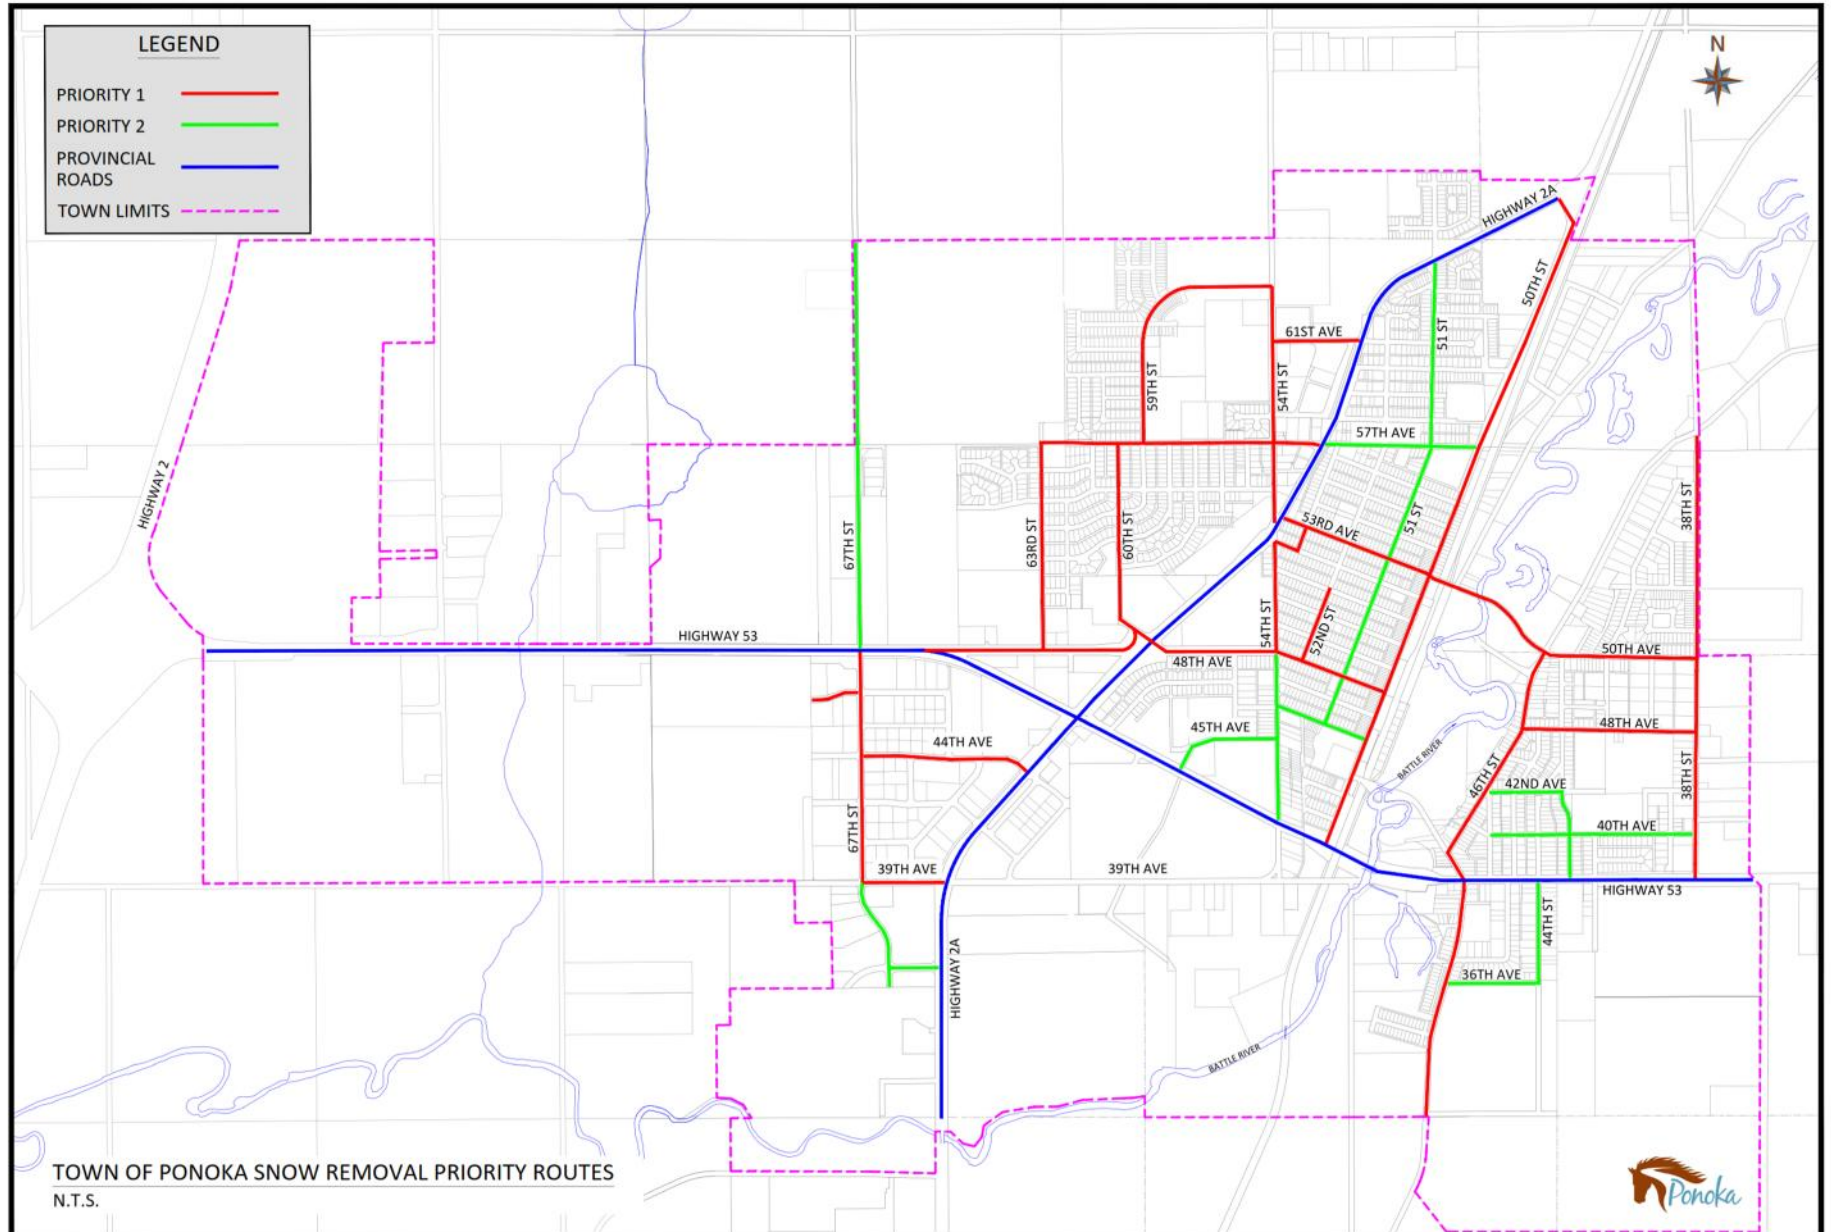 LEGEND
PRIORITY 1
PRIORITY 2
PROVINCIAL
ROADS
TOWN LIMITS
N
HIGHWAY 2A
50TH ST
61ST AVE
51 ST
59TH ST
54TH ST
57TH AVE
HIGHWAY 2
67TH ST
63RD ST
60TH ST
53RD AVE
51 ST
38TH ST
54TH ST
52ND ST
HIGHWAY 53
48TH AVE
50TH AVE
45TH AVE
48TH AVE
44TH AVE
BATTLE RIVER
46TH ST
42ND AVE
38TH ST
67TH ST
40TH AVE
39TH AVE
39TH AVE
HIGHWAY 53
44TH ST
36TH AVE
HIGHWAY 2A
BATTLE RIVER
TOWN OF PONOKA SNOW REMOVAL PRIORITY ROUTES
N.T.S.
Ponoka